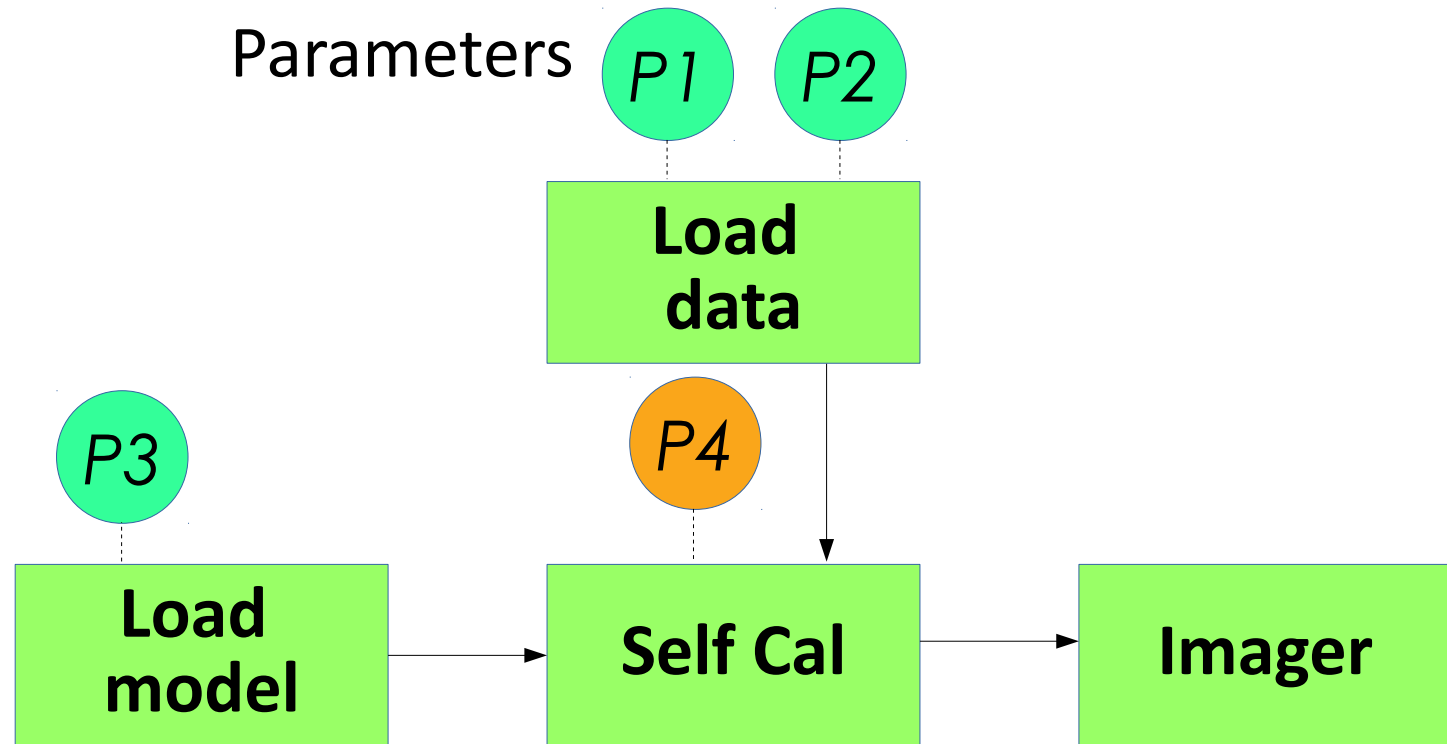 Parameters
P1
P2
Load
data
P3
P4
Load
model
Self Cal
Imager